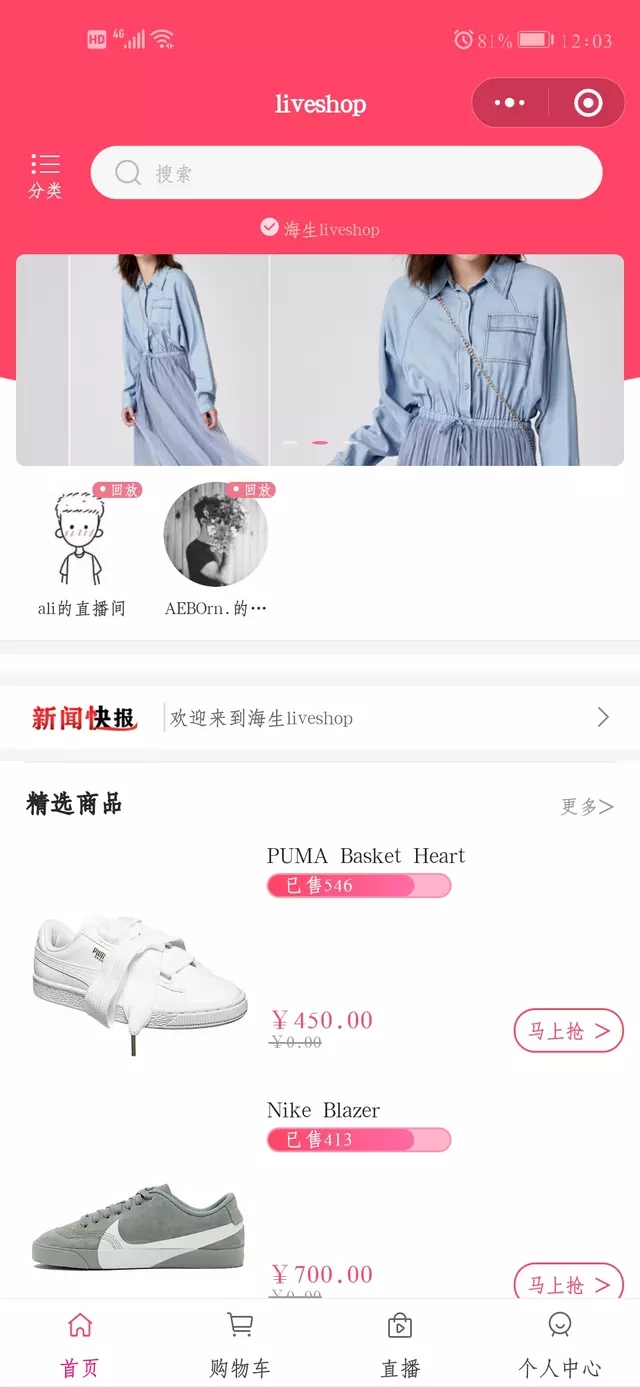 HD 4G 81% 12:03
liveshop
分类
搜索
海生liveshop
回放
回放
ali的直播间
AEBOrn.的…
新闻快报
欢迎来到海生liveshop
精选商品
更多>
PUMA Basket Heart
已售546
PUMA
¥450.00
¥0.00
马上抢 >
Nike Blazer
已售413
¥700.00
¥0.00
马上抢 >
首页
购物车
直播
个人中心